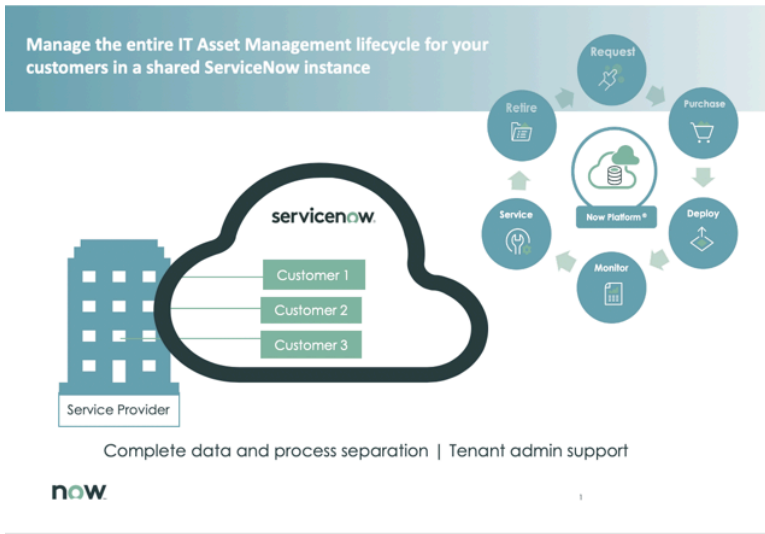 Manage the entire IT Asset Management lifecycle for your
customers in a shared ServiceNow instance
Request
Purchase
Deploy
Monitor
Service
Retire
Now Platform®
servicenow.
Customer 1
Customer 2
Customer 3
Service Provider
Complete data and process separation | Tenant admin support
now.
1